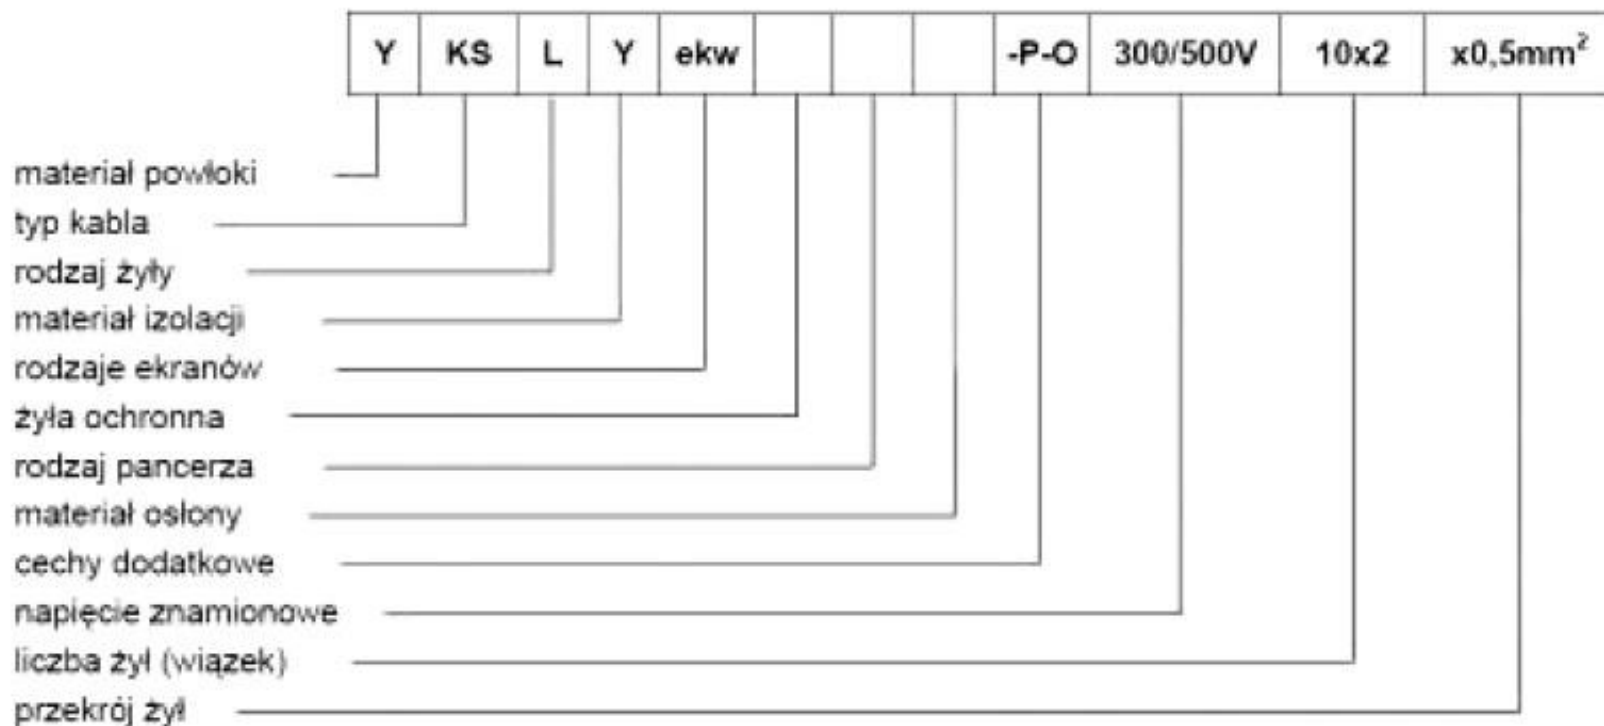 Y KS L Y ekw -P-O 300/500V 10x2 x0,5mm²
materiał powłoki
typ kabla
rodzaj żyły
materiał izolacji
rodzaje ekranów
żyła ochronna
rodzaj pancerza
materiał osłony
cechy dodatkowe
napięcie znamionowe
liczba żył (wiązek)
przekrój żył